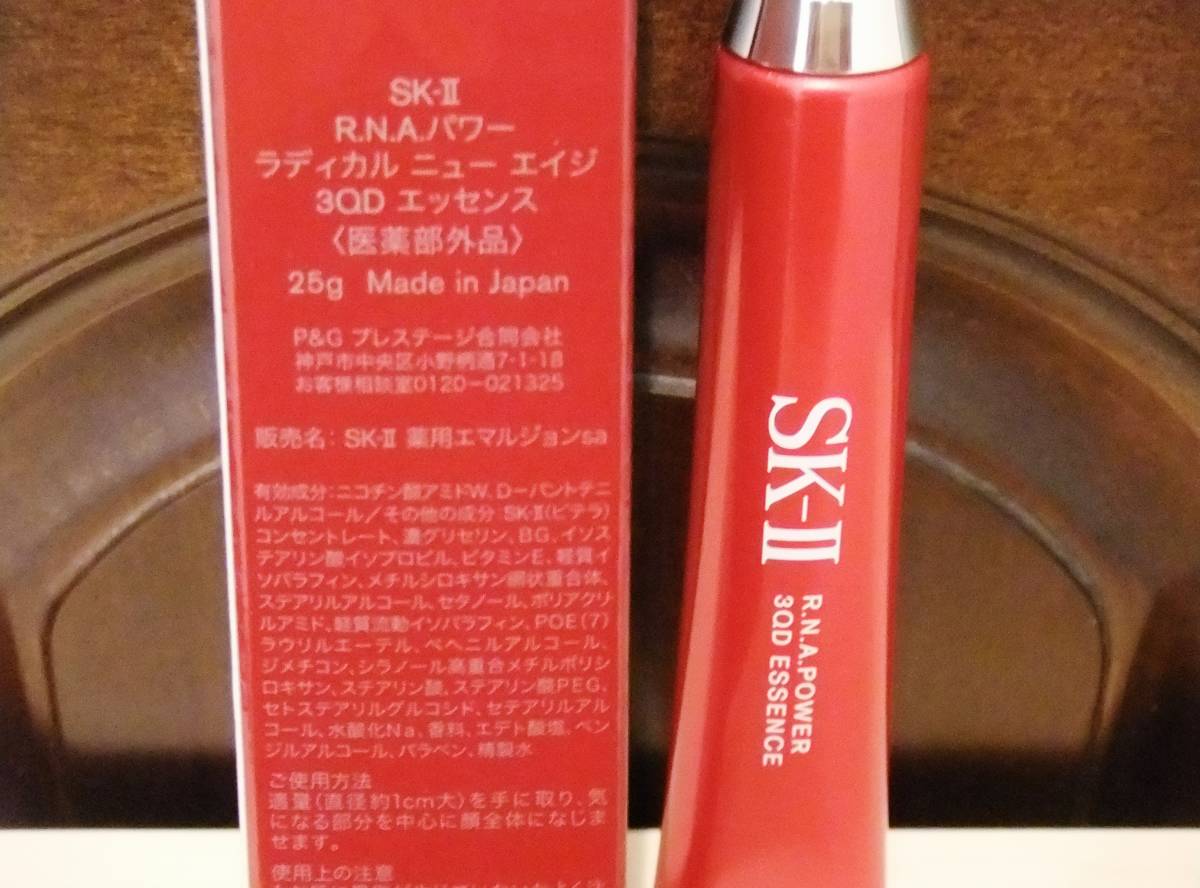 SK-II
R.N.A.パワー
ラディカル ニュー エイジ
3QD エッセンス
〈医薬部外品〉
25g Made in Japan
P&G プレステージ合同会社
神戸市中央区小野柄通7-1-18
お客様相談室0120-021325
販売名: SK-II 薬用エマルジョンsa
有効成分:ニコチン酸アミドW、D-パントテニ
ルアルコール/その他の成分 SK-II(ピテラ)
コンセントレート、濃グリセリン、BG、イソス
テアリン酸イソプロピル、ビタミンE、軽質イ
ソパラフィン、メチルシロキサン網状重合体、
ステアリルアルコール、セタノール、ポリアクリ
ルアミド、軽質流動イソパラフィン、POE(7)
ラウリルエーテル、ベヘニルアルコール、
ジメチコン、シラノール高重合メチルポリシ
ロキサン、ステアリン酸、ステアリン酸PEG、
セトステアリルグルコシド、セテアリルアル
コール、水酸化Na、香料、エデト酸塩、ベン
ジルアルコール、パラベン、精製水
ご使用方法
適量(直径約1cm大)を手に取り、気
になる部分を中心に顔全体になじま
せます。
使用上の注意
SK-II
R.N.A.POWER
3QD ESSENCE